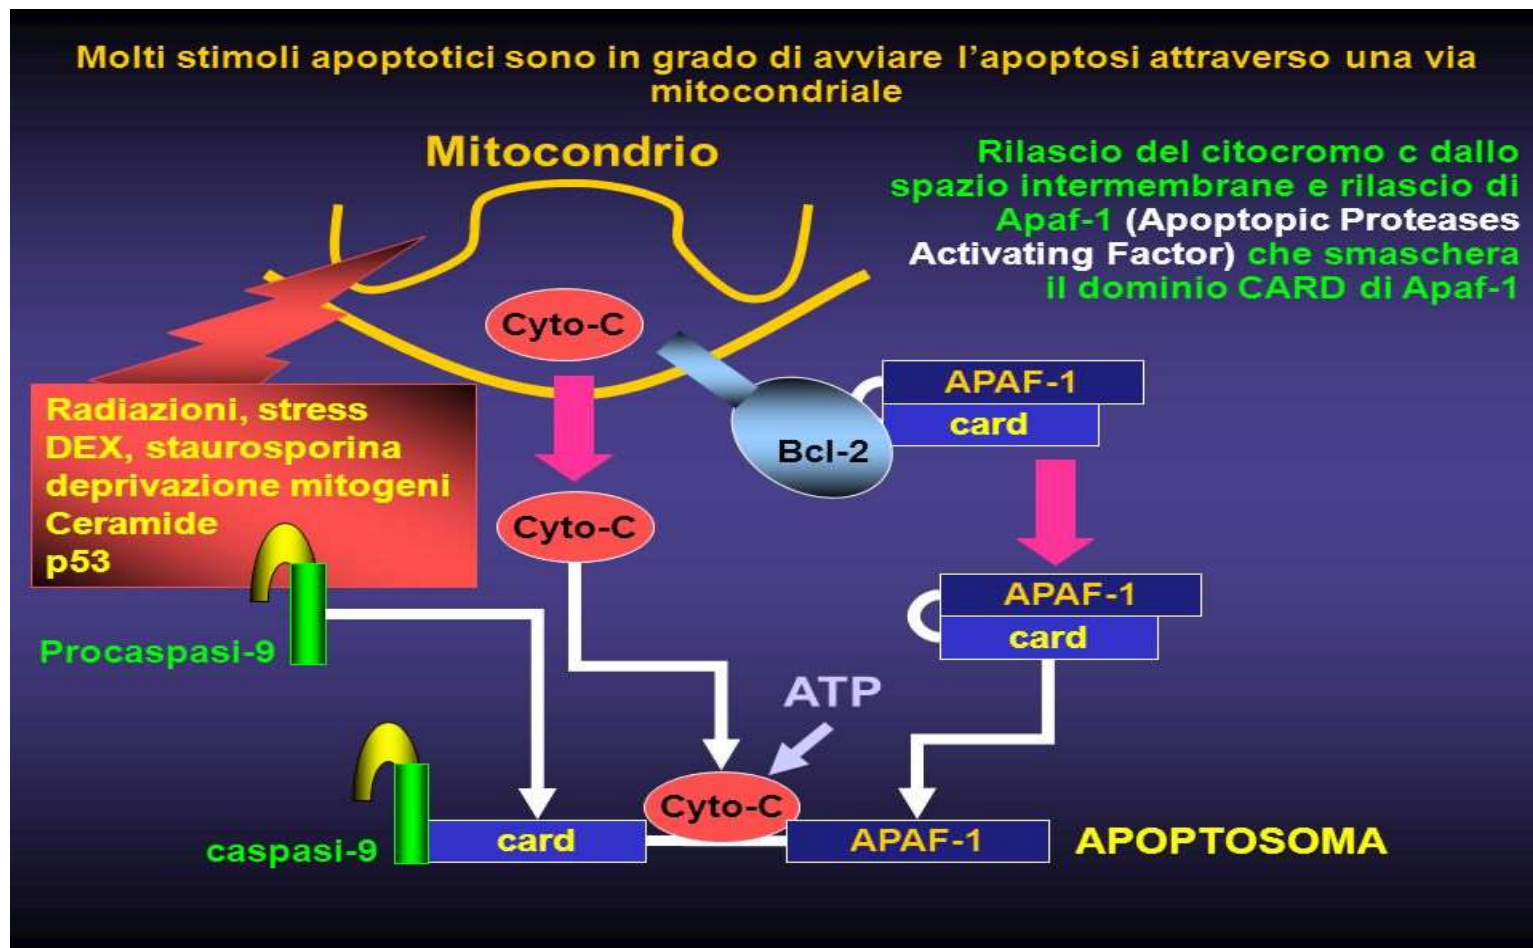 Molti stimoli apoptotici sono in grado di avviare l'apoptosi attraverso una via
mitocondriale
Mitocondrio
Rilascio del citocromo c dallo
spazio intermembrane e rilascio di
Apaf-1 (Apoptopic Proteases
Activating Factor) che smaschera
il dominio CARD di Apaf-1
Cyto-C
APAF-1
card
Bcl-2
Radiazioni, stress
DEX, staurosporina
deprivazione mitogeni
Ceramide
p53
Cyto-C
APAF-1
card
Procaspasi-9
ATP
Cyto-C
caspasi-9
card
APAF-1
APOPTOSOMA